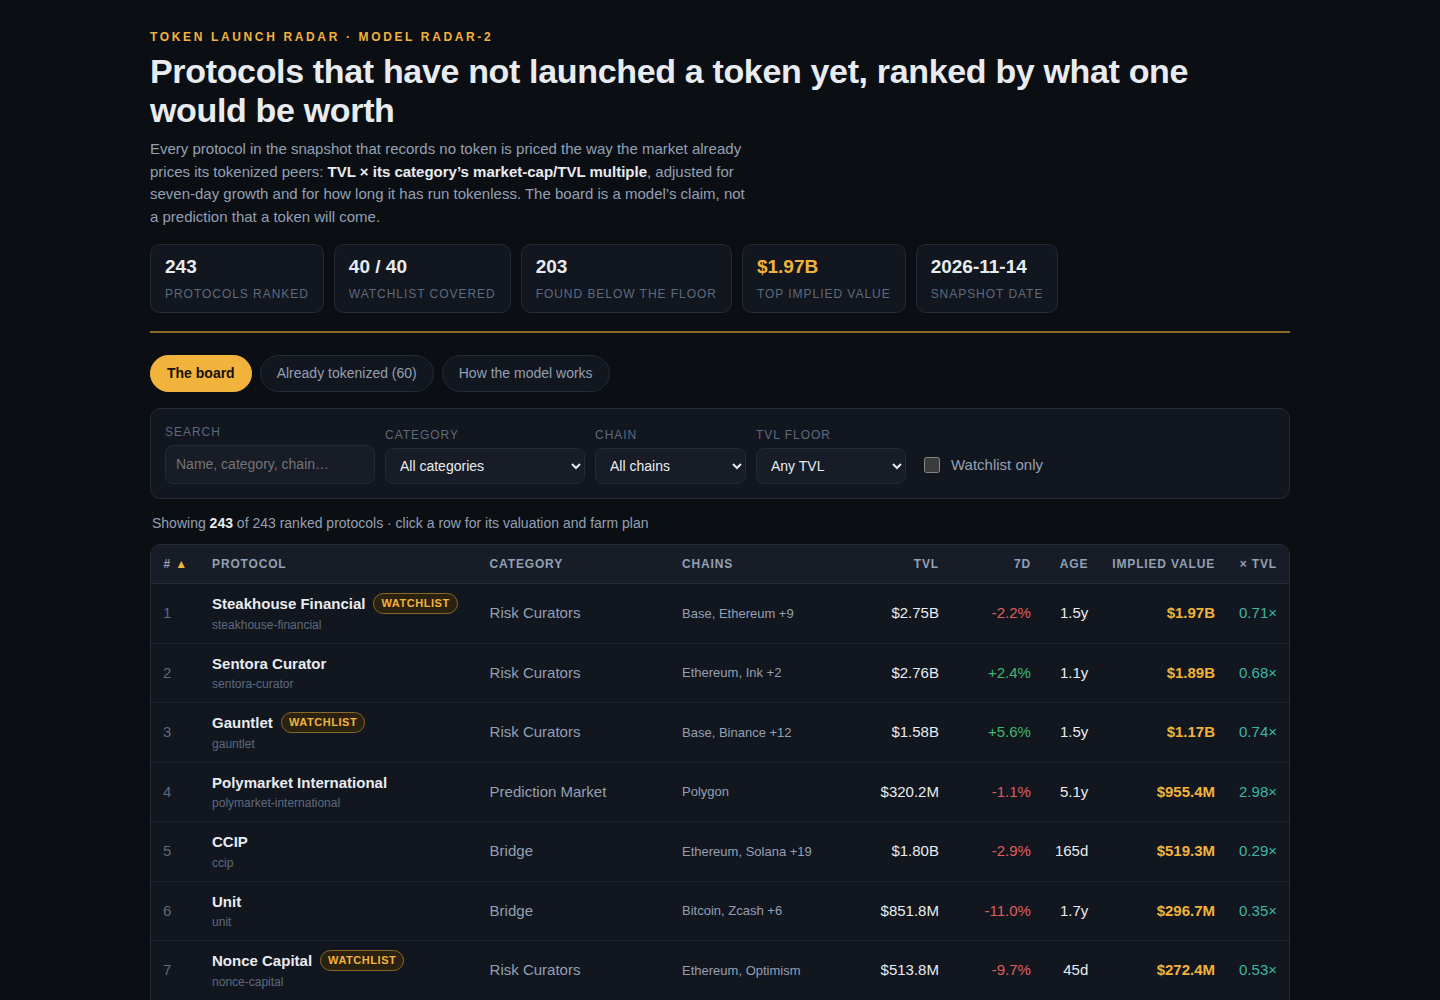 TOKEN LAUNCH RADAR · MODEL RADAR-2
Protocols that have not launched a token yet, ranked by what one
would be worth
Every protocol in the snapshot that records no token is priced the way the market already
prices its tokenized peers: TVL × its category’s market-cap/TVL multiple, adjusted for
seven-day growth and for how long it has run tokenless. The board is a model’s claim, not
a prediction that a token will come.
243
PROTOCOLS RANKED
40 / 40
WATCHLIST COVERED
203
FOUND BELOW THE FLOOR
$1.97B
TOP IMPLIED VALUE
2026-11-14
SNAPSHOT DATE
The board
Already tokenized (60)
How the model works
SEARCH
Name, category, chain…
CATEGORY
All categories
CHAIN
All chains
TVL FLOOR
Any TVL
Watchlist only
Showing 243 of 243 ranked protocols · click a row for its valuation and farm plan
# ▲ PROTOCOL CATEGORY CHAINS TVL 7D AGE IMPLIED VALUE × TVL
1 Steakhouse Financial WATCHLIST Risk Curators Base, Ethereum +9 $2.75B -2.2% 1.5y $1.97B 0.71×
steakhouse-financial
2 Sentora Curator Risk Curators Ethereum, Ink +2 $2.76B +2.4% 1.1y $1.89B 0.68×
sentora-curator
3 Gauntlet WATCHLIST Risk Curators Base, Binance +12 $1.58B +5.6% 1.5y $1.17B 0.74×
gauntlet
4 Polymarket International Prediction Market Polygon $320.2M -1.1% 5.1y $955.4M 2.98×
polymarket-international
5 CCIP Bridge Ethereum, Solana +19 $1.80B -2.9% 165d $519.3M 0.29×
ccip
6 Unit Bridge Bitcoin, Zcash +6 $851.8M -11.0% 1.7y $296.7M 0.35×
unit
7 Nonce Capital WATCHLIST Risk Curators Ethereum, Optimism $513.8M -9.7% 45d $272.4M 0.53×
nonce-capital